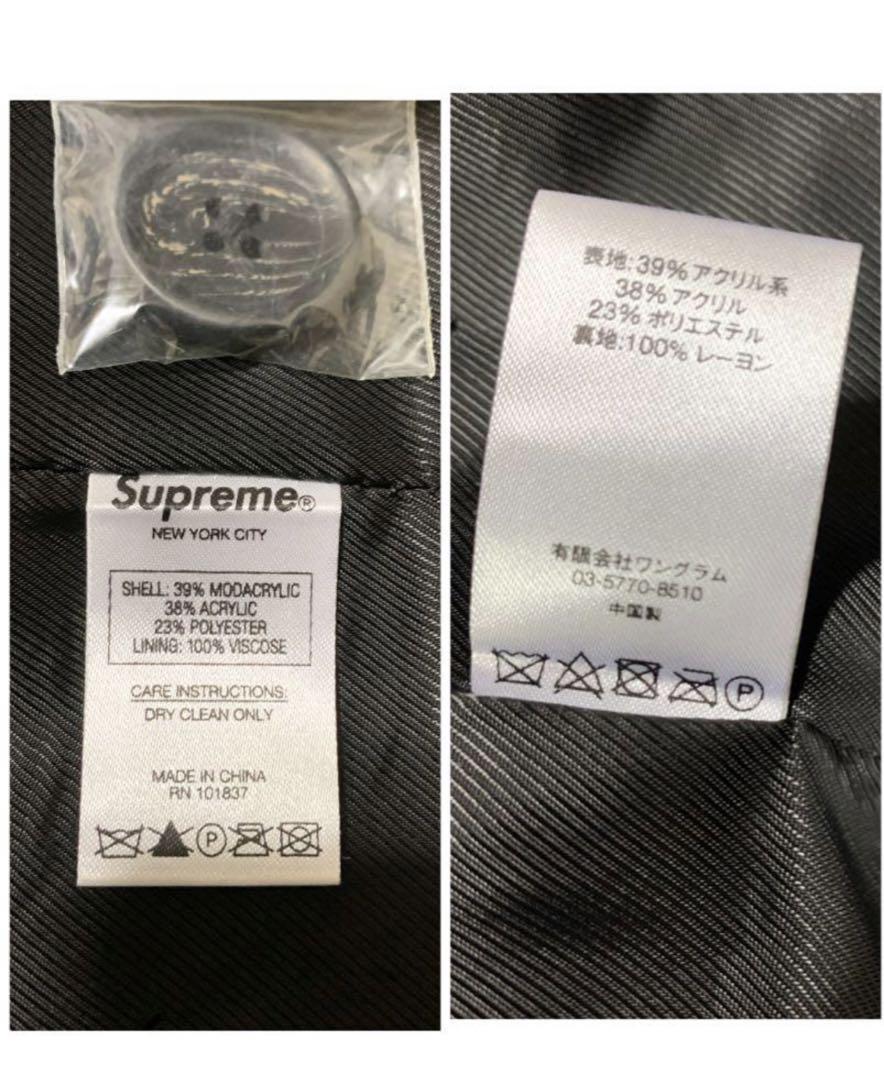 Supreme®
NEW YORK CITY
SHELL: 39% MODACRYLIC
38% ACRYLIC
23% POLYESTER
LINING: 100% VISCOSE
CARE INSTRUCTIONS:
DRY CLEAN ONLY
MADE IN CHINA
RN 101837
P
表地:39%アクリル系
38% アクリル
23% ポリエステル
裏地:100% レーヨン
有限会社ワングラム
03-5770-8510
中国製
P